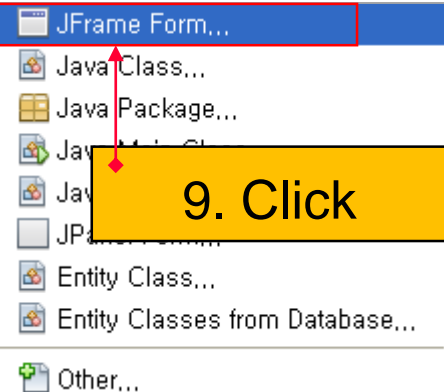 JFrame Form...
Java Class...
Java Package...
9. Click
Entity Class...
Entity Classes from Database...
Other...